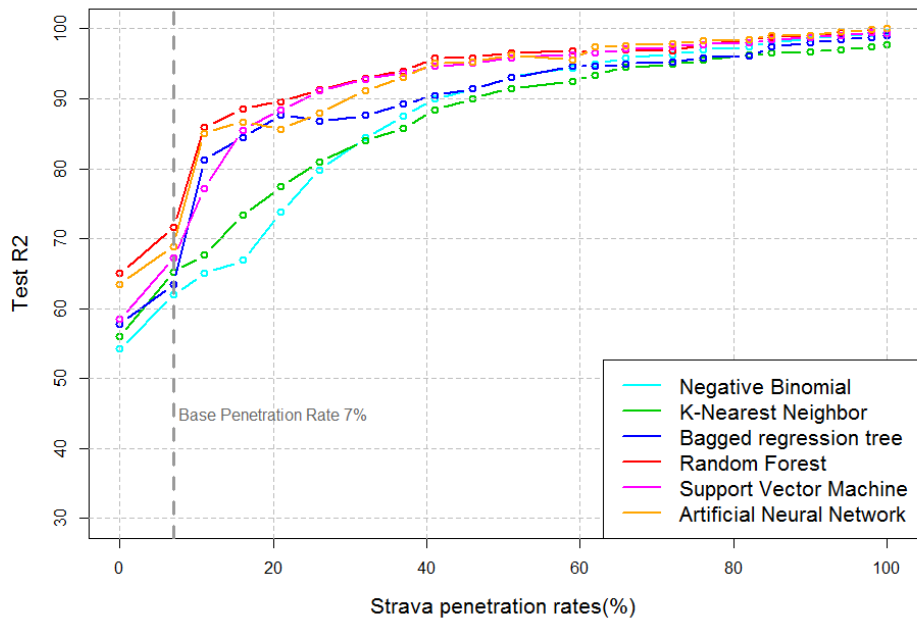 100
90
80
70
60
50
40
30
Test R2
Base Penetration Rate 7%
Negative Binomial
K-Nearest Neighbor
Bagged regression tree
Random Forest
Support Vector Machine
Artificial Neural Network
0 20 40 60 80 100
Strava penetration rates(%)